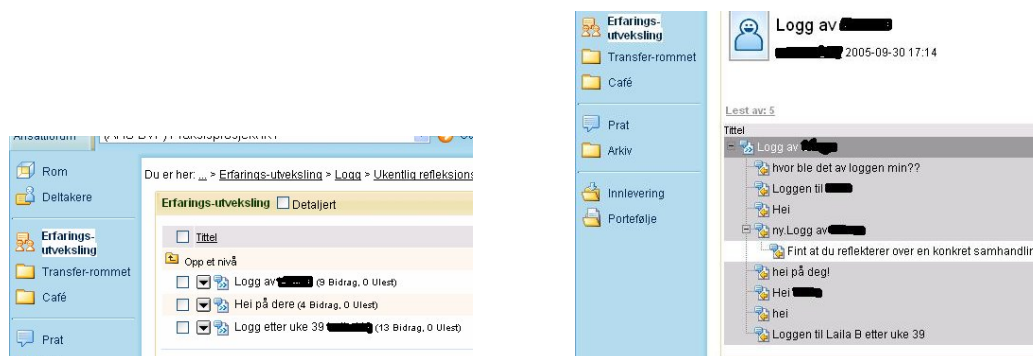 Rom
Deltakere
Erfarings-
utveksling
Transfer-rommet
Café
Prat
Du er her: ... > Erfarings-utveksling > Logg > Ukentlig refleksjons
Erfarings-utveksling Detaljert
Tittel
Opp et nivå
Logg av (9 Bidrag, 0 Ulest)
Hei på dere (4 Bidrag, 0 Ulest)
Logg etter uke 39 (13 Bidrag, 0 Ulest)
Erfarings-
utveksling
Transfer-rommet
Café
Prat
Arkiv
Innlevering
Portefølje
Logg av
2005-09-30 17:14
Lest av: 5
Tittel
Logg av
hvor ble det av loggen min??
Loggen til
Hei
ny.Logg av
Fint at du reflekterer over en konkret samhandlin
hei på deg!
Hei
hei
Loggen til Laila B etter uke 39